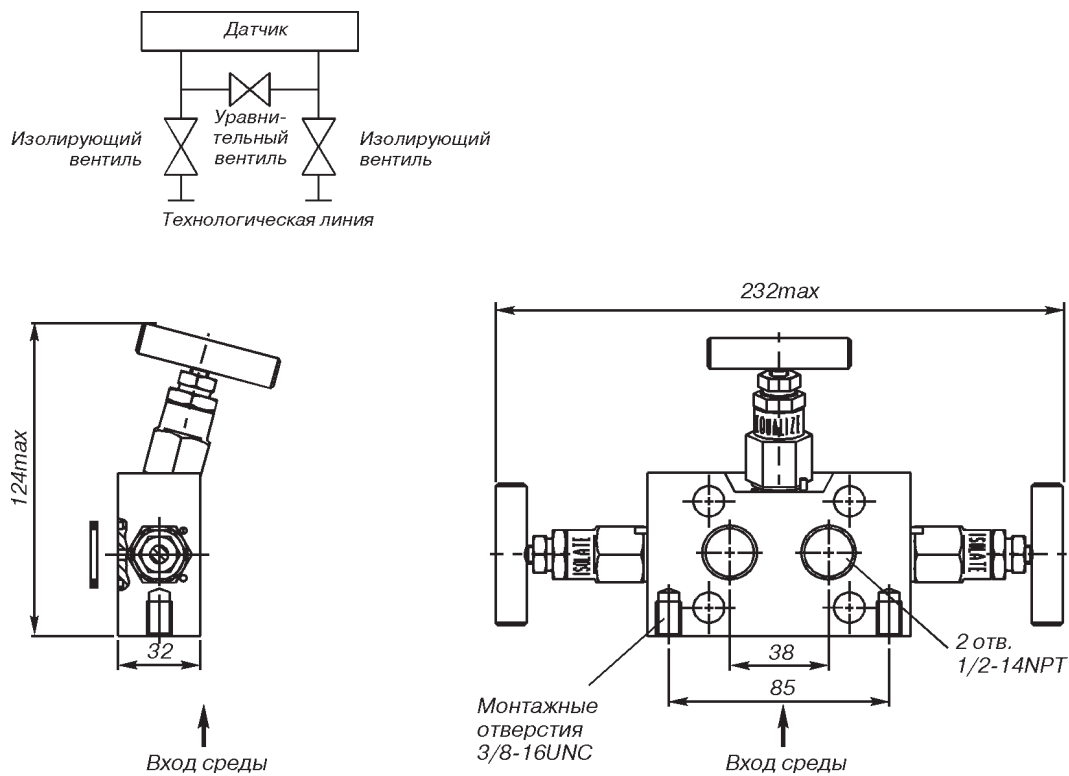 Датчик
Уравни-
тельный
вентиль
Изолирующий
вентиль
Изолирующий
вентиль
Технологическая линия
232max
124max
EQUALIZE
ISOLATE
ISOLATE
32
38
85
2 отв.
1/2-14NPT
Монтажные
отверстия
3/8-16UNC
Вход среды
Вход среды